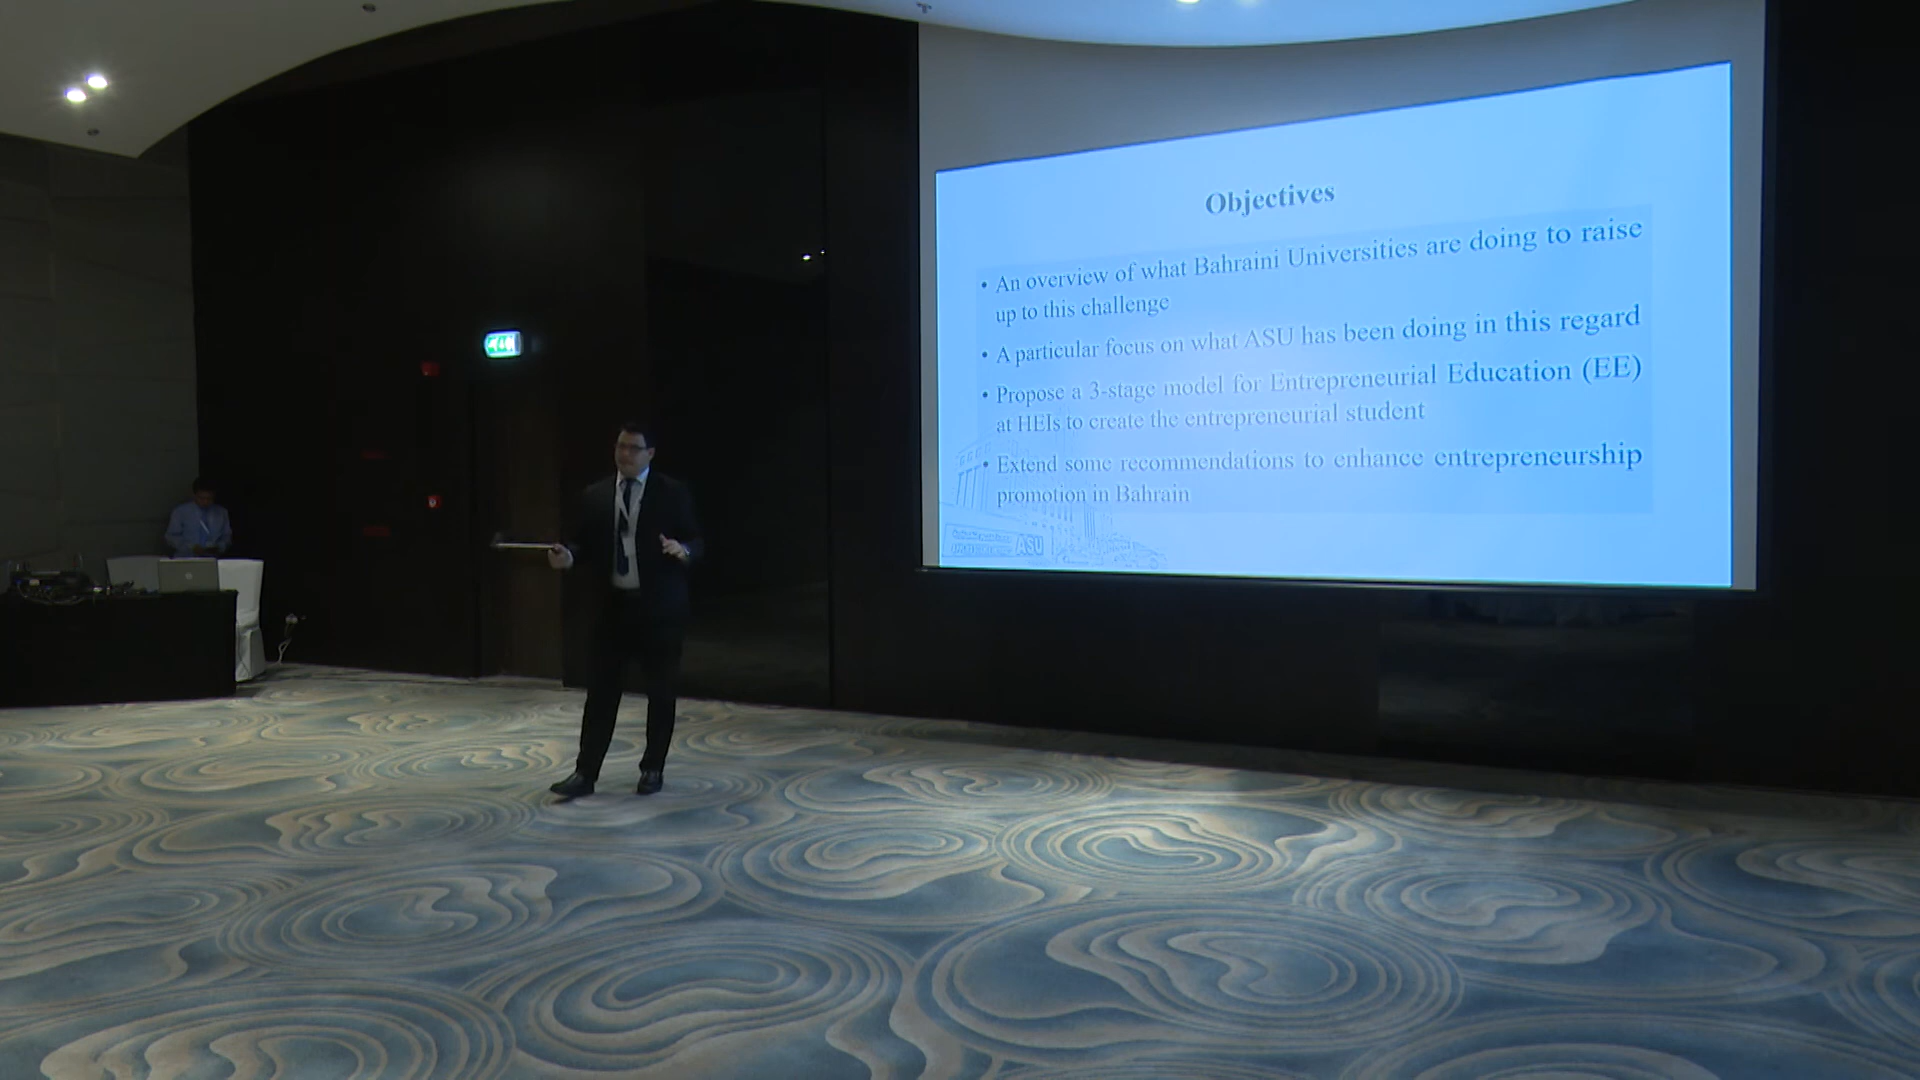 Objectives
• An overview of what Bahraini Universities are doing to raise
up to this challenge
• A particular focus on what ASU has been doing in this regard
• Propose a 3-stage model for Entrepreneurial Education (EE)
at HEIs to create the entrepreneurial student
• Extend some recommendations to enhance entrepreneurship
promotion in Bahrain
ASU